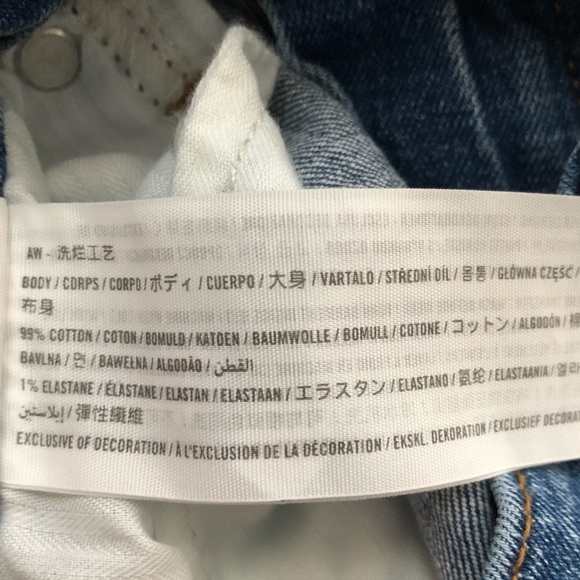 AW - 洗烂工艺
BODY / CORPS / CORPO / ボディ / CUERPO / 大身 / VARTALO / STŘEDNÍ DÍL / 몸통 / GŁÓWNA CZĘŚĆ /
布身
99% COTTON / COTON / BOMULD / KATOEN / BAUMWOLLE / BOMULL / COTONE / コットン / ALGODÓN /
BAVLNA / 면 / BAWEŁNA / ALGODÃO / القطن
1% ELASTANE / ÉLASTANE / ELASTAN / ELASTAAN / エラスタン / ELASTANO / 氨纶 / ELASTAANIA /
إيلاستين / 彈性纖維
EXCLUSIVE OF DECORATION / À L'EXCLUSION DE LA DÉCORATION / EKSKL. DEKORATION / EXCLUSIEF